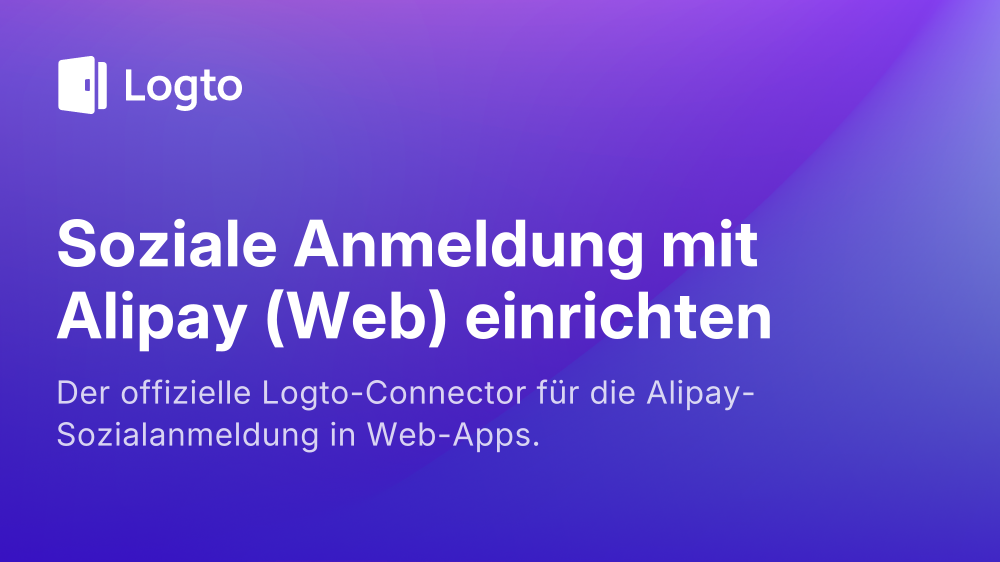 Logto
Soziale Anmeldung mit
Alipay (Web) einrichten
Der offizielle Logto-Connector für die Alipay-
Sozialanmeldung in Web-Apps.